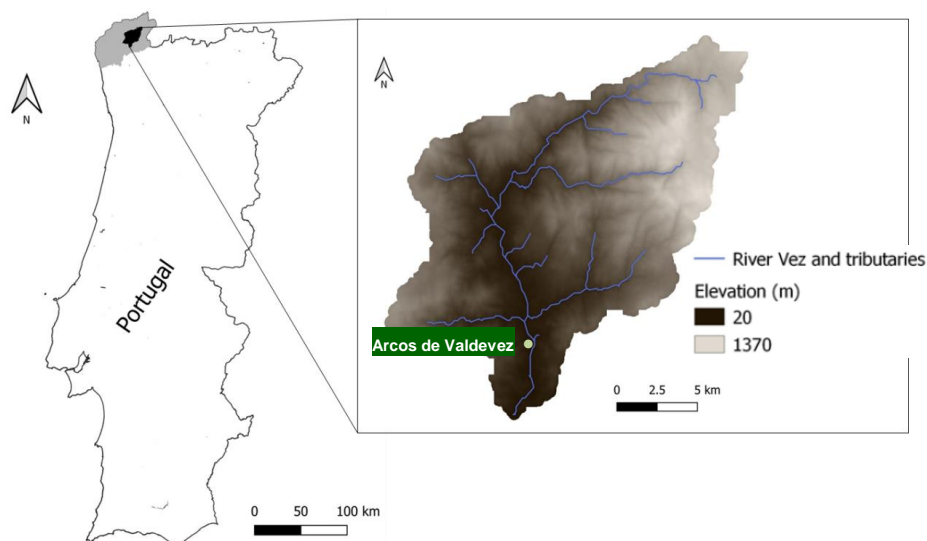 N
N
Portugal
River Vez and tributaries
Elevation (m)
20
1370
Arcos de Valdevez
0 2.5 5 km
0 50 100 km